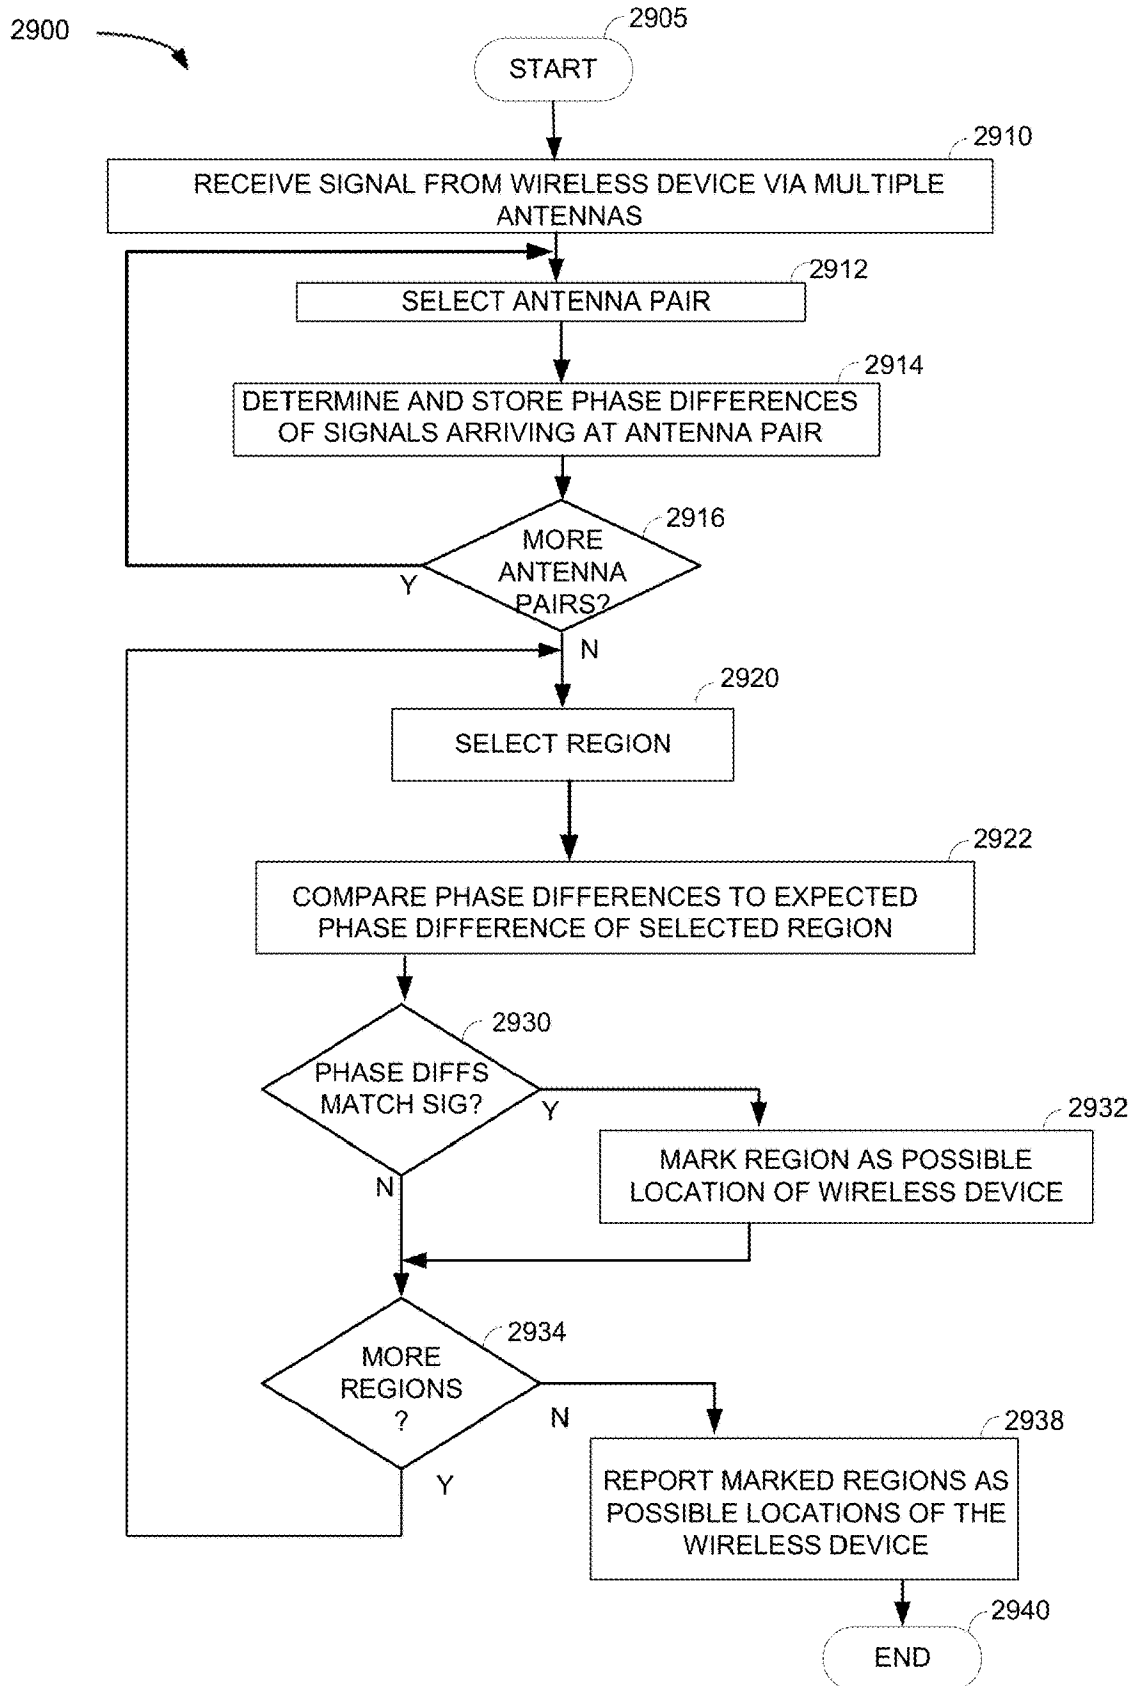 2900
2905
START
2910
RECEIVE SIGNAL FROM WIRELESS DEVICE VIA MULTIPLE
ANTENNAS
2912
SELECT ANTENNA PAIR
2914
DETERMINE AND STORE PHASE DIFFERENCES
OF SIGNALS ARRIVING AT ANTENNA PAIR
2916
MORE
ANTENNA
PAIRS?
Y
N
2920
SELECT REGION
2922
COMPARE PHASE DIFFERENCES TO EXPECTED
PHASE DIFFERENCE OF SELECTED REGION
2930
PHASE DIFFS
MATCH SIG?
Y
2932
MARK REGION AS POSSIBLE
LOCATION OF WIRELESS DEVICE
N
2934
MORE
REGIONS
?
N
Y
2938
REPORT MARKED REGIONS AS
POSSIBLE LOCATIONS OF THE
WIRELESS DEVICE
2940
END